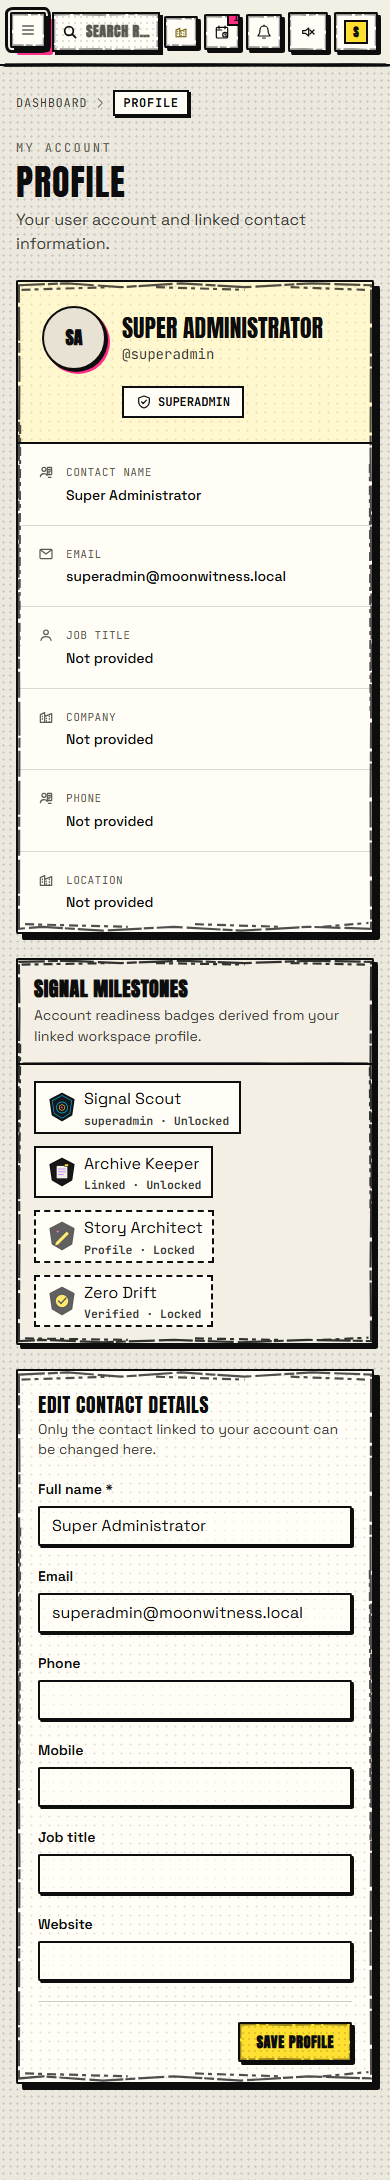 SEARCH R...
S
DASHBOARD > PROFILE
MY ACCOUNT
PROFILE
Your user account and linked contact
information.
SA
SUPER ADMINISTRATOR
@superadmin
SUPERADMIN
CONTACT NAME
Super Administrator
EMAIL
superadmin@moonwitness.local
JOB TITLE
Not provided
COMPANY
Not provided
PHONE
Not provided
LOCATION
Not provided
SIGNAL MILESTONES
Account readiness badges derived from your
linked workspace profile.
Signal Scout
superadmin · Unlocked
Archive Keeper
Linked · Unlocked
Story Architect
Profile · Locked
Zero Drift
Verified · Locked
EDIT CONTACT DETAILS
Only the contact linked to your account can
be changed here.
Full name *
Super Administrator
Email
superadmin@moonwitness.local
Phone
Mobile
Job title
Website
SAVE PROFILE